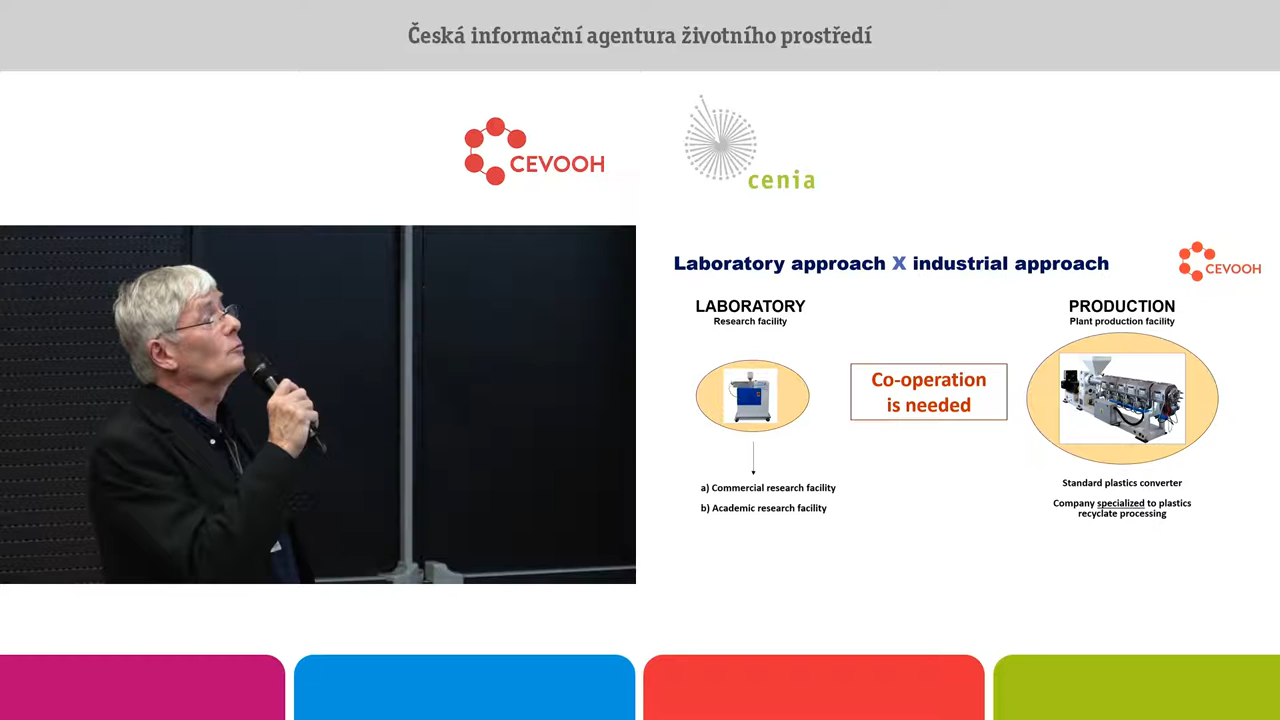 Česká informační agentura životního prostředí
CEVOOH
cenia
Laboratory approach X industrial approach
CEVOOH
LABORATORY
Research facility
PRODUCTION
Plant production facility
Co-operation
is needed
a) Commercial research facility
b) Academic research facility
Standard plastics converter
Company specialized to plastics
recyclate processing